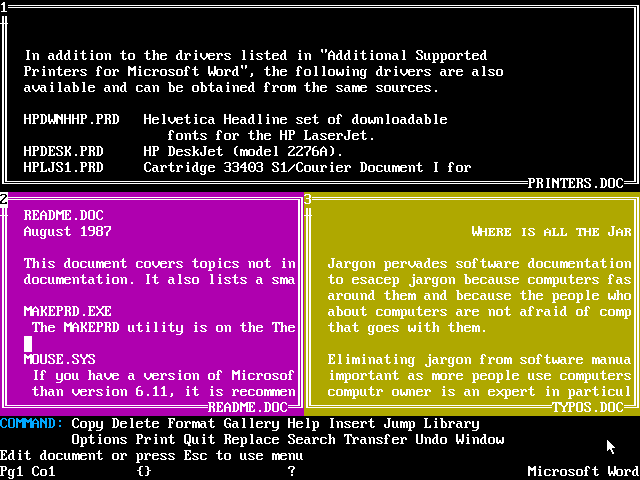 1
In addition to the drivers listed in "Additional Supported
Printers for Microsoft Word", the following drivers are also
available and can be obtained from the same sources.
HPDWNHHP.PRD Helvetica Headline set of downloadable
fonts for the HP LaserJet.
HPDESK.PRD HP DeskJet (model 2276A).
HPLJS1.PRD Cartridge 33403 S1/Courier Document I for
PRINTERS.DOC
2
README.DOC
August 1987
This document covers topics not in
documentation. It also lists a sma
MAKEPRD.EXE
The MAKEPRD utility is on the The
MOUSE.SYS
If you have a version of Microsof
than version 6.11, it is recommen
README.DOC
3
WHERE IS ALL THE JAR
Jargon pervades software documentation
to esacep jargon because computers fas
around them and because the people who
about computers are not afraid of comp
that goes with them.
Eliminating jargon from software manua
important as more people use computers
computr owner is an expert in particul
TYPOS.DOC
COMMAND: Copy Delete Format Gallery Help Insert Jump Library
Options Print Quit Replace Search Transfer Undo Window
Edit document or press Esc to use menu
Pg1 Co1 {} ? Microsoft Word